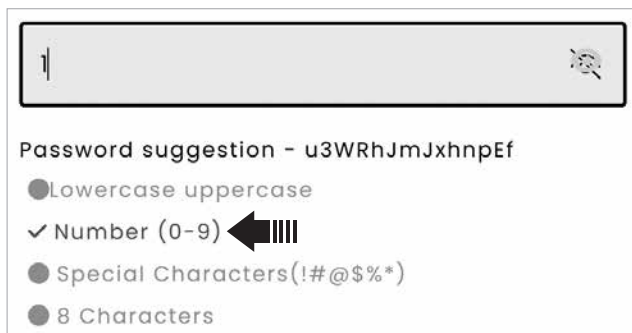 1
Password suggestion - u3WRhJmJxhnpEf
Lowercase uppercase
Number (0-9)
Special Characters(!#@$%*)
8 Characters